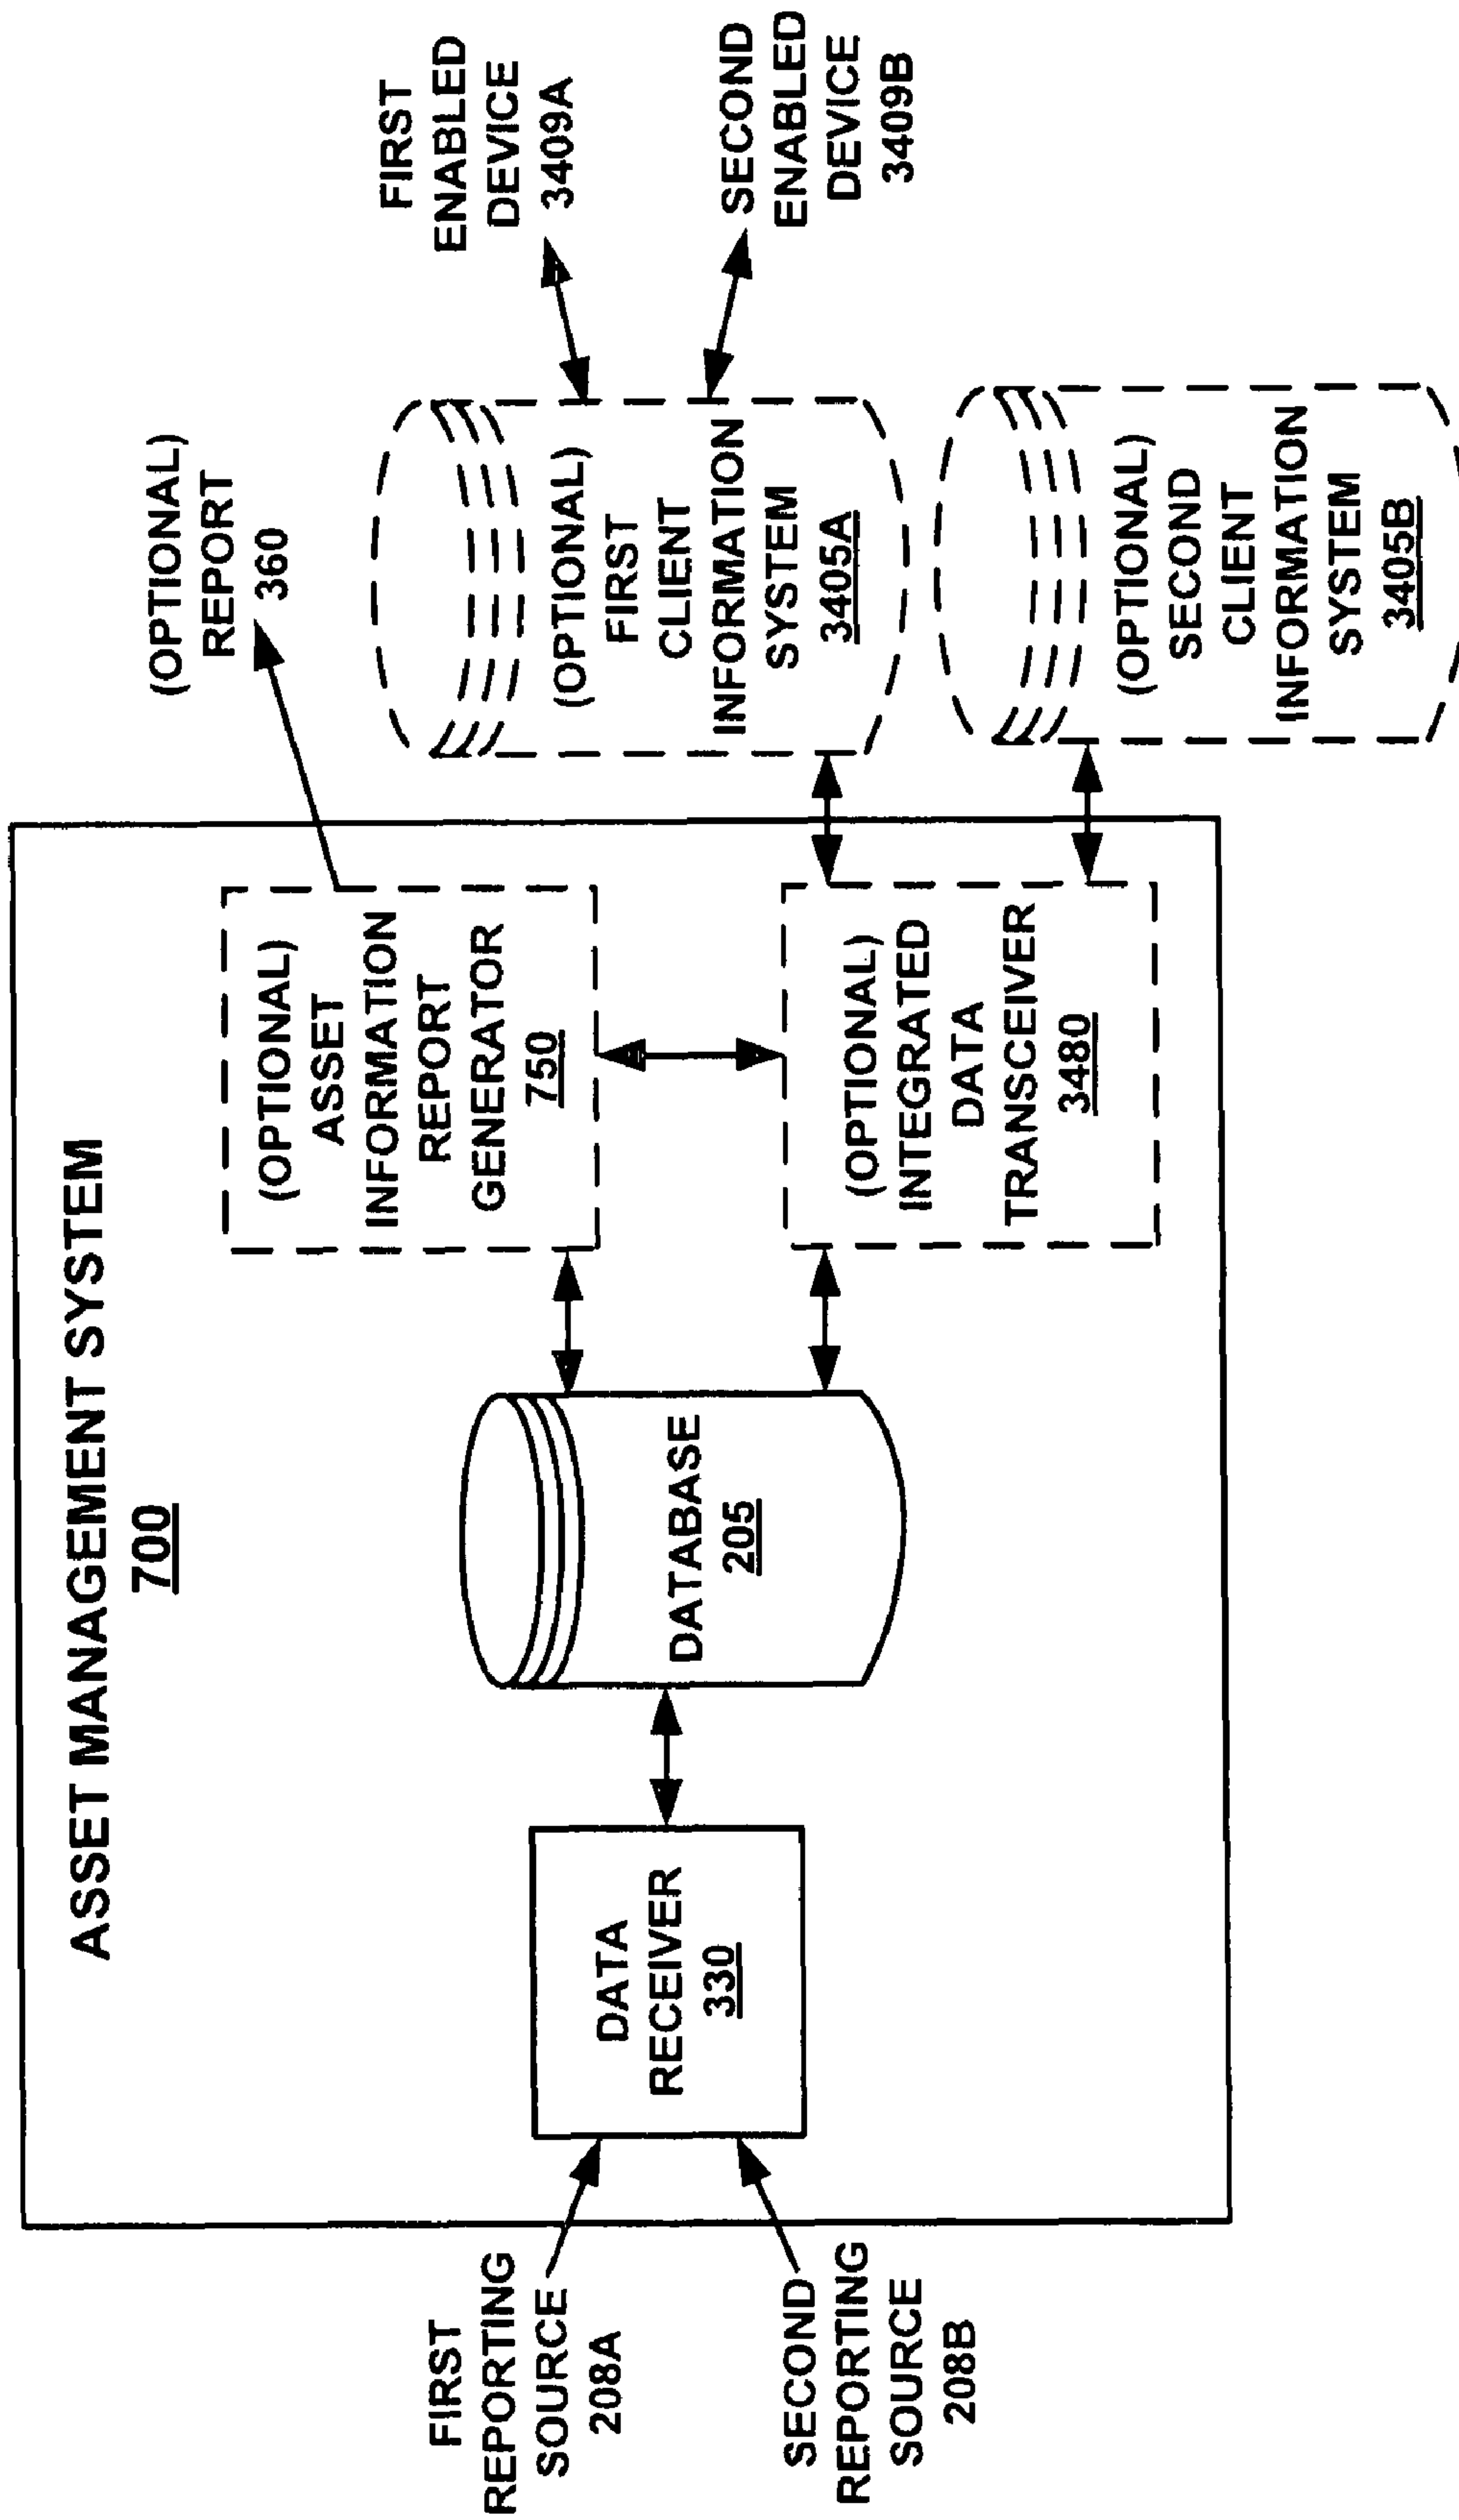 ASSET MANAGEMENT SYSTEM
700
FIRST
REPORTING
SOURCE
208A
SECOND
REPORTING
SOURCE
208B
DATA
RECEIVER
330
DATABASE
205
(OPTIONAL)
ASSET
INFORMATION
REPORT
GENERATOR
750
(OPTIONAL)
INTEGRATED
DATA
TRANSCEIVER
3480
(OPTIONAL)
REPORT
360
(OPTIONAL)
FIRST
CLIENT
INFORMATION
SYSTEM
3405A
(OPTIONAL)
SECOND
CLIENT
INFORMATION
SYSTEM
3405B
FIRST
ENABLED
DEVICE
3409A
SECOND
ENABLED
DEVICE
3409B